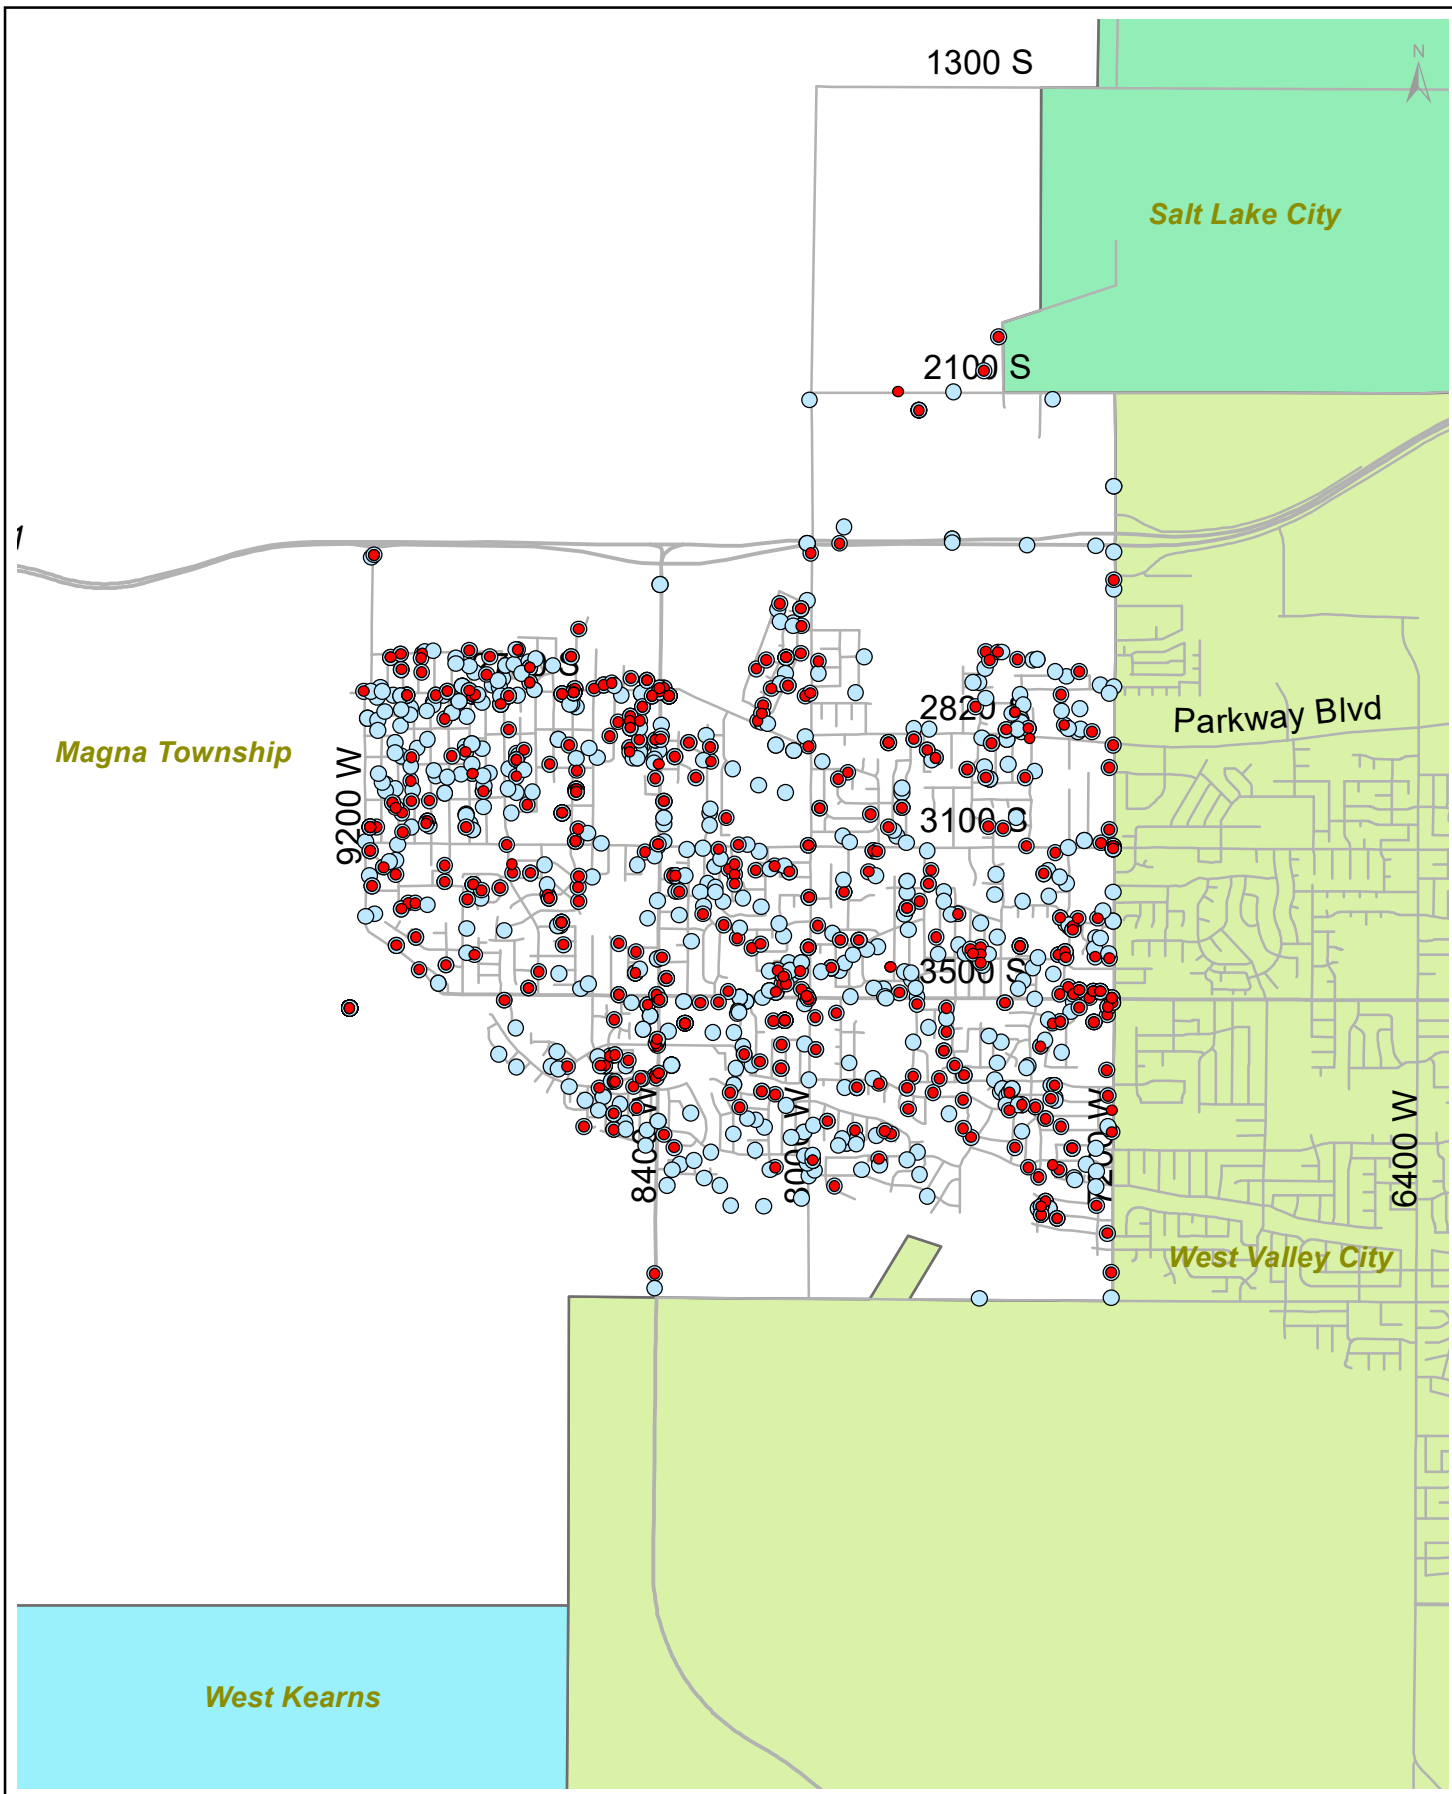 1300 S
N
Salt Lake City
2100 S
2820 S
Parkway Blvd
Magna Township
9200 W
3100 S
3500 S
8400 W
8000 W
7200 W
6400 W
West Valley City
West Kearns